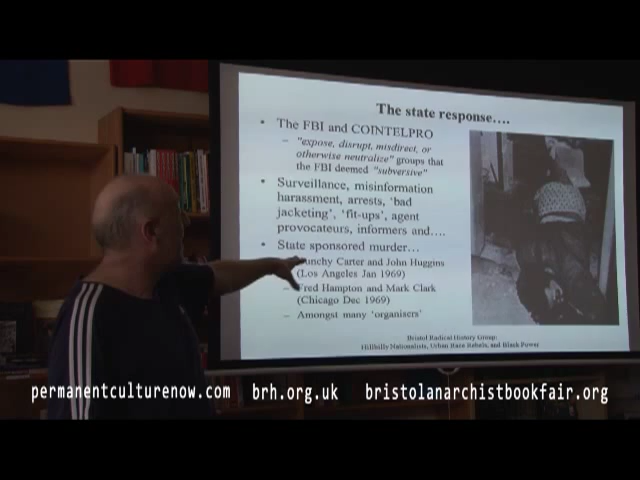 The state response….
• The FBI and COINTELPRO
– "expose, disrupt, misdirect, or
otherwise neutralize" groups that
the FBI deemed "subversive"
• Surveillance, misinformation
harassment, arrests, 'bad
jacketing', 'fit-ups', agent
provocateurs, informers and….
• State sponsored murder…
unchy Carter and John Huggins
(Los Angeles Jan 1969)
– Fred Hampton and Mark Clark
(Chicago Dec 1969)
– Amongst many 'organisers'
Bristol Radical History Group:
Hillbilly Nationalists, Urban Race Rebels, and Black Power
permanentculturenow.com brh.org.uk bristolanarchistbookfair.org